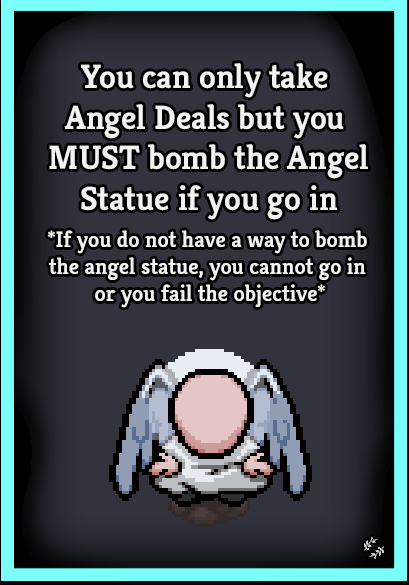 You can only take
Angel Deals but you
MUST bomb the Angel
Statue if you go in
*If you do not have a way to bomb
the angel statue, you cannot go in
or you fail the objective*